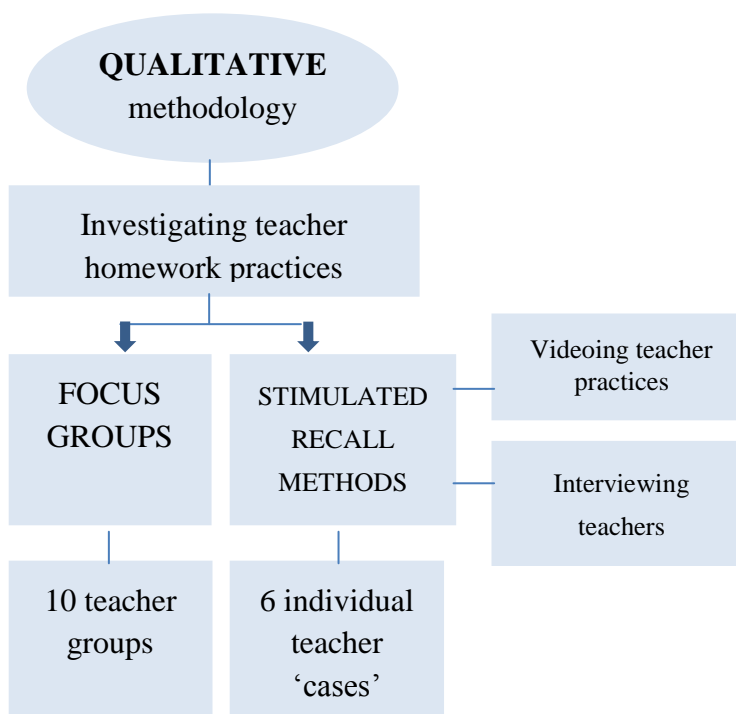 QUALITATIVE
methodology
Investigating teacher
homework practices
FOCUS
GROUPS
STIMULATED
RECALL
METHODS
Videoing teacher
practices
Interviewing
teachers
10 teacher
groups
6 individual
teacher
‘cases’